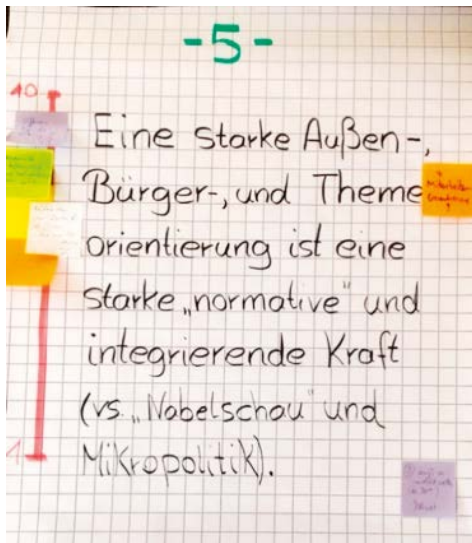 -5-
10
Eine starke Außen-,
Bürger-, und Theme
orientierung ist eine
starke „normative“ und
integrierende Kraft
(vs. „Nabelschau“ und
Mikropolitik).
1